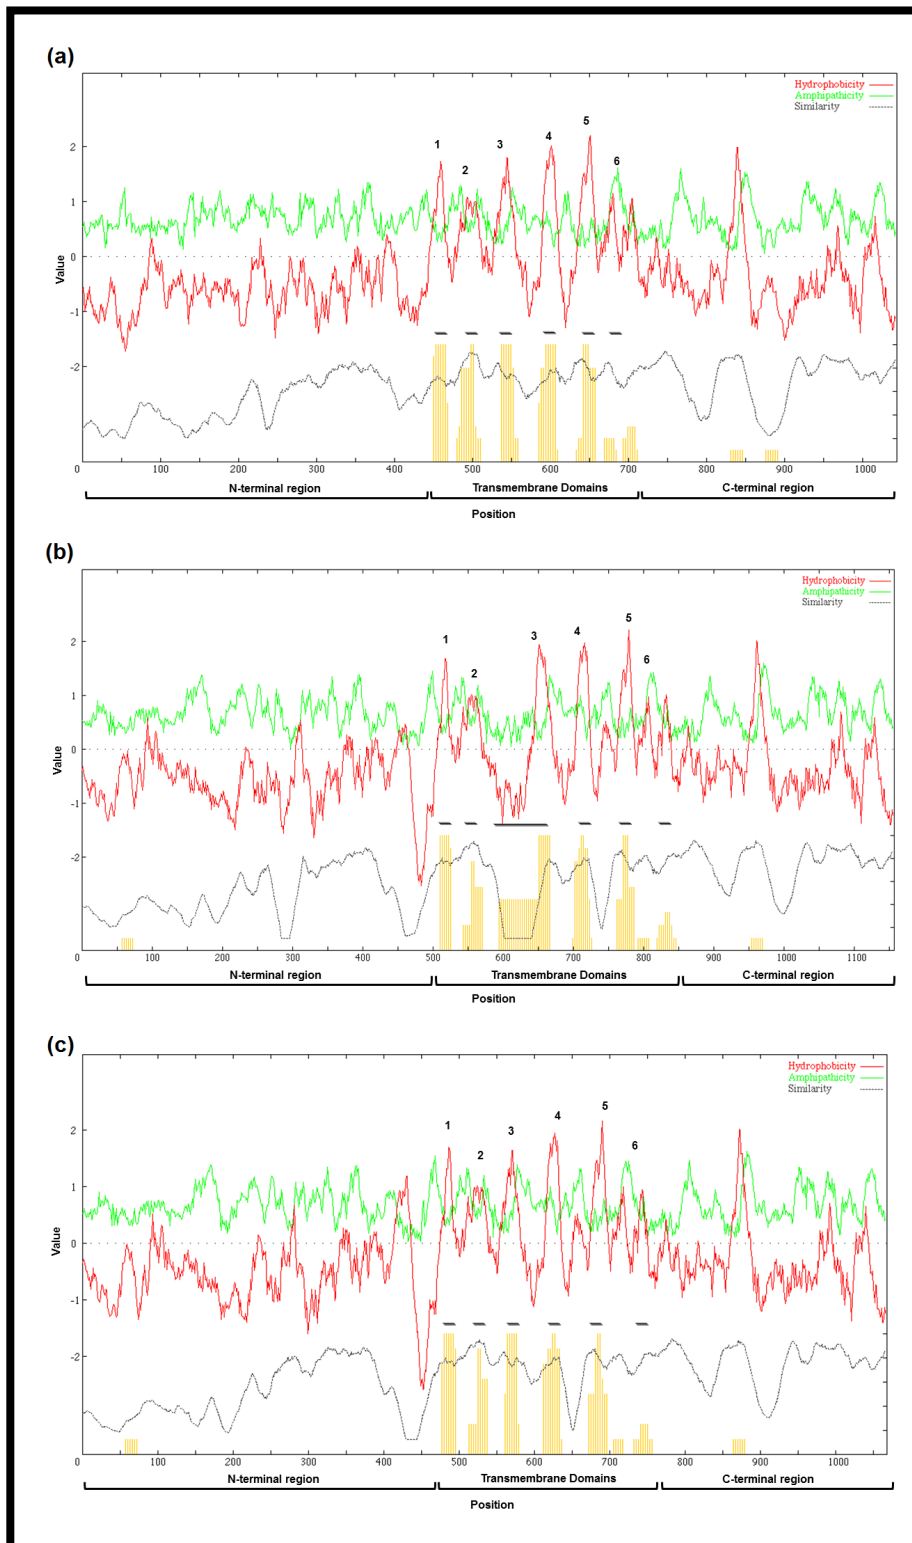 (a)
Hydrophobicity
Amphipathicity
Similarity
1 2 3 4 5 6
2
1
0
-1
-2
Value
0 100 200 300 400 500 600 700 800 900 1000
N-terminal region Transmembrane Domains C-terminal region
Position
(b)
Hydrophobicity
Amphipathicity
Similarity
1 2 3 4 5 6
2
1
0
-1
-2
Value
0 100 200 300 400 500 600 700 800 900 1000 1100
N-terminal region Transmembrane Domains C-terminal region
Position
(c)
Hydrophobicity
Amphipathicity
Similarity
1 2 3 4 5 6
2
1
0
-1
-2
Value
0 100 200 300 400 500 600 700 800 900 1000
N-terminal region Transmembrane Domains C-terminal region
Position